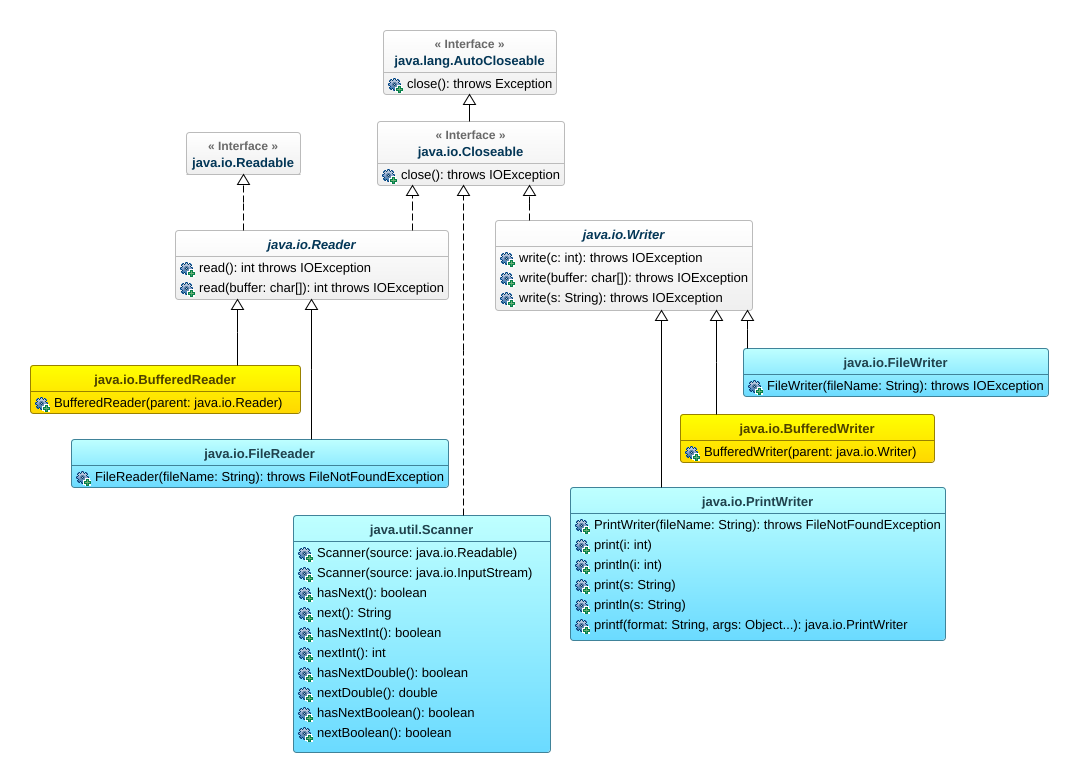 « Interface »
java.lang.AutoCloseable
close(): throws Exception
« Interface »
java.io.Closeable
close(): throws IOException
« Interface »
java.io.Readable
java.io.Reader
read(): int throws IOException
read(buffer: char[]): int throws IOException
java.io.Writer
write(c: int): throws IOException
write(buffer: char[]): throws IOException
write(s: String): throws IOException
java.io.FileWriter
FileWriter(fileName: String): throws IOException
java.io.BufferedReader
BufferedReader(parent: java.io.Reader)
java.io.BufferedWriter
BufferedWriter(parent: java.io.Writer)
java.io.FileReader
FileReader(fileName: String): throws FileNotFoundException
java.io.PrintWriter
PrintWriter(fileName: String): throws FileNotFoundException
print(i: int)
println(i: int)
print(s: String)
println(s: String)
printf(format: String, args: Object...): java.io.PrintWriter
java.util.Scanner
Scanner(source: java.io.Readable)
Scanner(source: java.io.InputStream)
hasNext(): boolean
next(): String
hasNextInt(): boolean
nextInt(): int
hasNextDouble(): boolean
nextDouble(): double
hasNextBoolean(): boolean
nextBoolean(): boolean